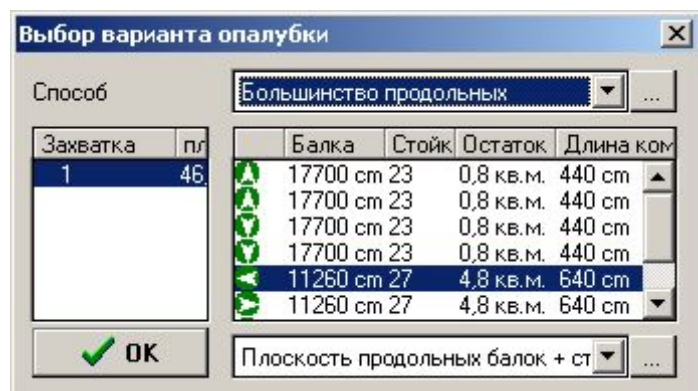 Выбор варианта опалубки
Способ
Большинство продольных
...
Захватка пл
1 46,
Балка Стойк Остаток Длина ком
17700 cm 23 0,8 кв.м. 440 cm
17700 cm 23 0,8 кв.м. 440 cm
17700 cm 23 0,8 кв.м. 440 cm
17700 cm 23 0,8 кв.м. 440 cm
11260 cm 27 4,8 кв.м. 640 cm
11260 cm 27 4,8 кв.м. 640 cm
OK
Плоскость продольных балок + ст
...